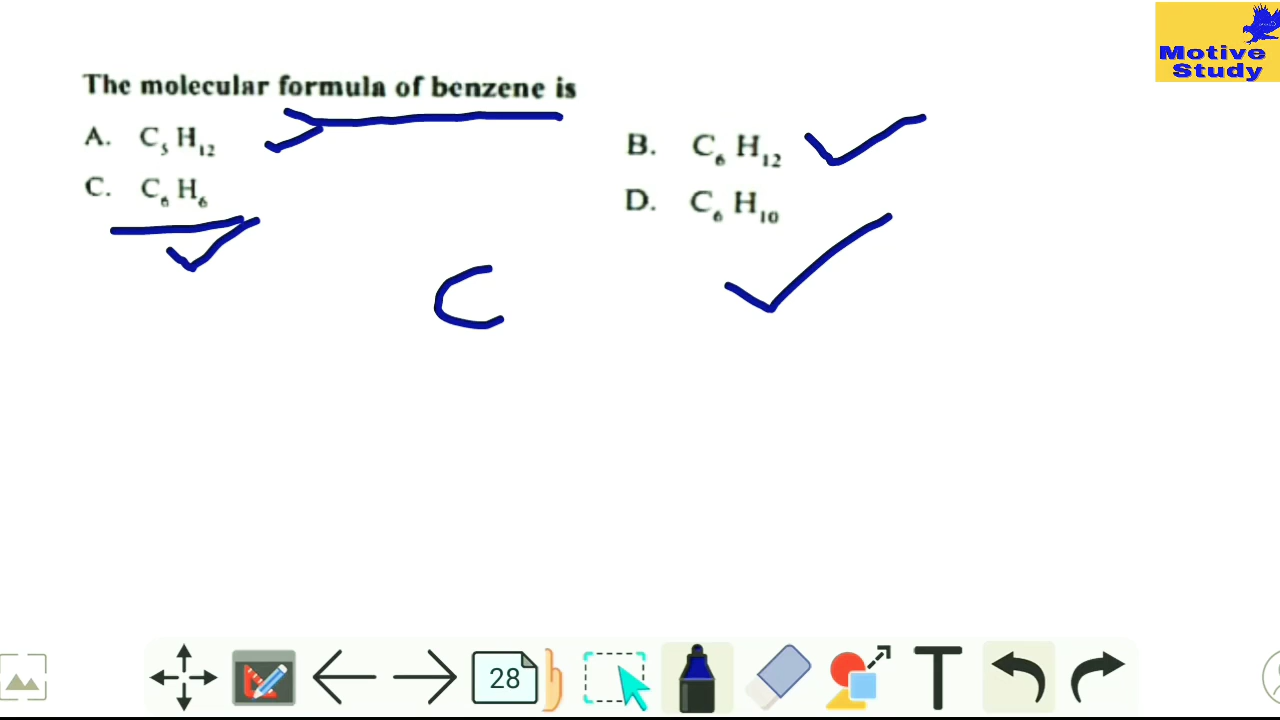 Motive
Study
The molecular formula of benzene is
A. C₅ H₁₂
B. C₆ H₁₂
C. C₆ H₆
D. C₆ H₁₀
C
28
T